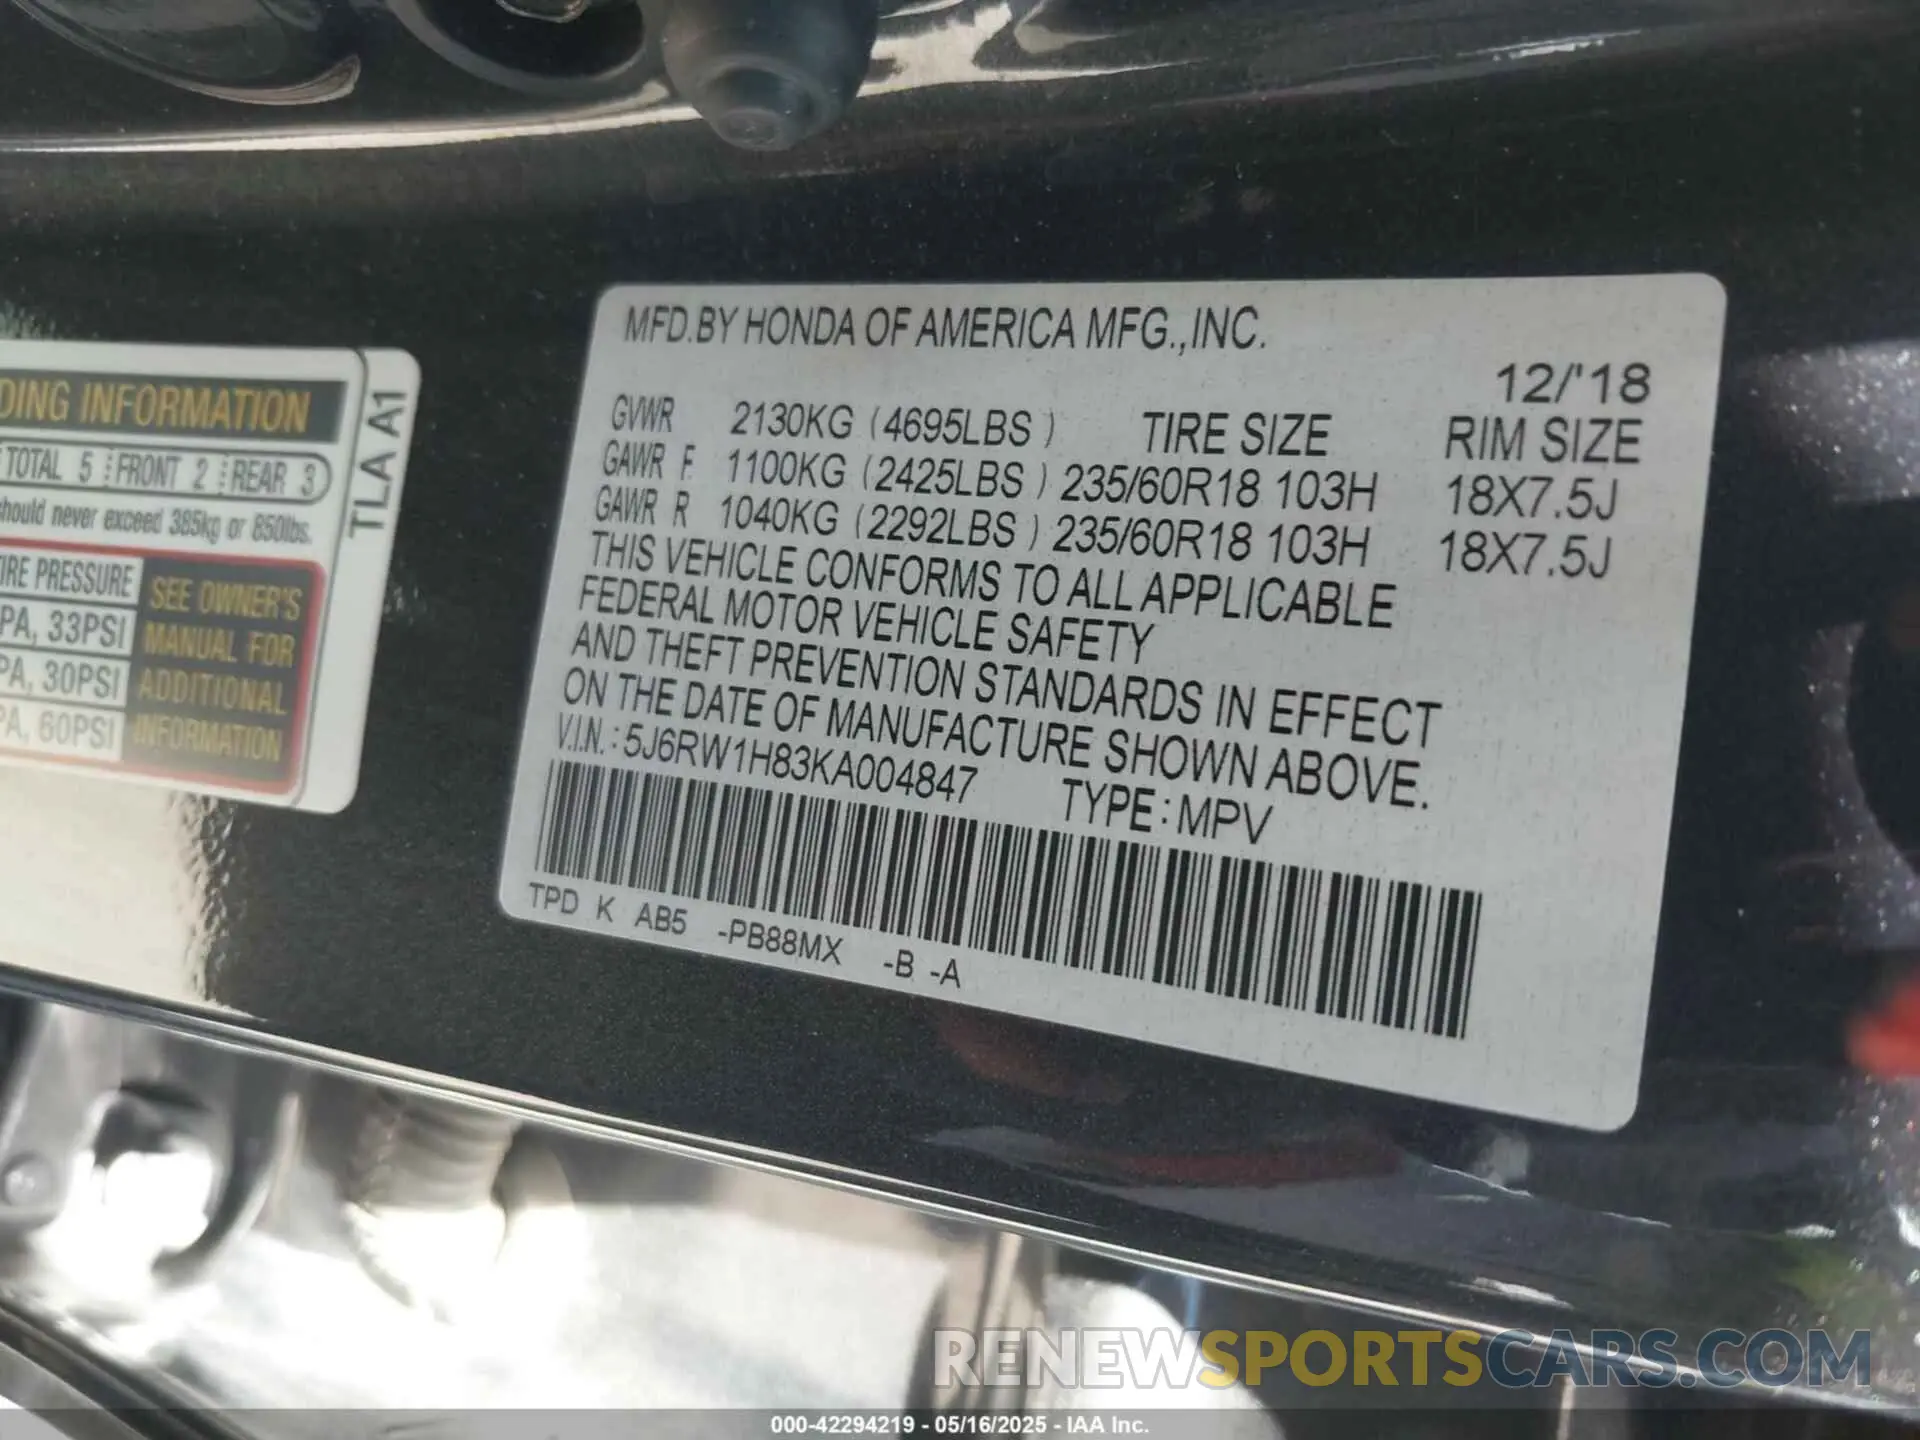 DING INFORMATION
TOTAL 5 FRONT 2 REAR 3
should never exceed 385kg or 850lbs.
TIRE PRESSURE
PA, 33PSI
PA, 30PSI
PA, 60PSI
SEE OWNER'S
MANUAL FOR
ADDITIONAL
INFORMATION
TLA A1
MFD.BY HONDA OF AMERICA MFG.,INC.
12/'18
GVWR 2130KG (4695LBS) TIRE SIZE RIM SIZE
GAWR F 1100KG (2425LBS) 235/60R18 103H 18X7.5J
GAWR R 1040KG (2292LBS) 235/60R18 103H 18X7.5J
THIS VEHICLE CONFORMS TO ALL APPLICABLE
FEDERAL MOTOR VEHICLE SAFETY
AND THEFT PREVENTION STANDARDS IN EFFECT
ON THE DATE OF MANUFACTURE SHOWN ABOVE.
V.I.N.: 5J6RW1H83KA004847 TYPE: MPV
TPD K AB5 -PB88MX -B -A
RENEWSPORTSCARS.COM
000-42294219 - 05/16/2025 - IAA Inc.